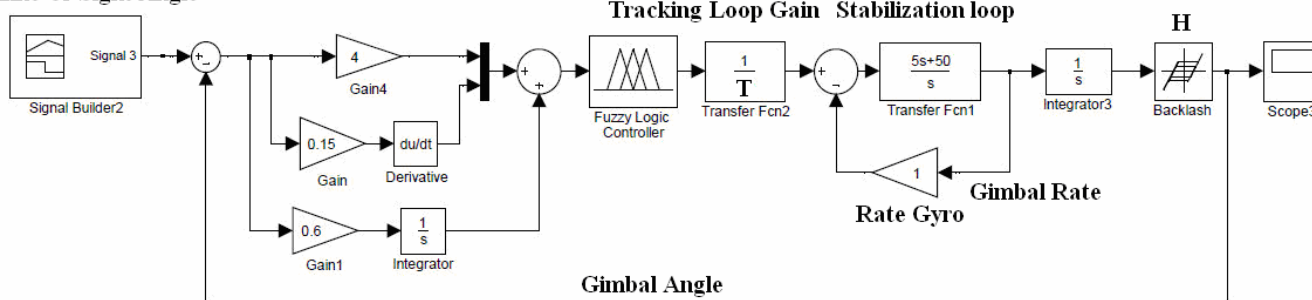 Tracking Loop Gain Stabilization loop
H
Signal 3
Signal Builder2
+
-
4
Gain4
0.15
Gain
du/dt
Derivative
0.6
Gain1
1
s
Integrator
+
+
Fuzzy Logic
Controller
1
T
Transfer Fcn2
+
-
5s+50
s
Transfer Fcn1
1
s
Integrator3
Backlash
Scope3
1
Rate Gyro
Gimbal Rate
Gimbal Angle